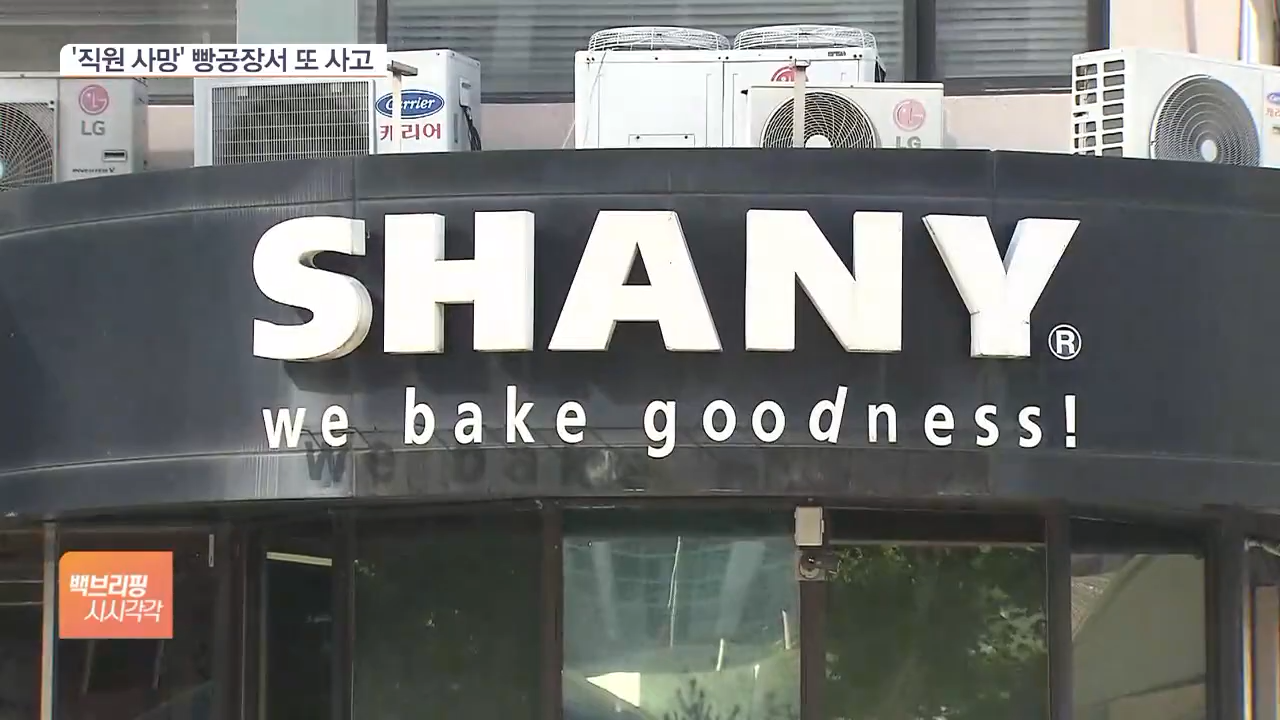 '직원 사망' 빵공장서 또 사고
LG
Carrier
캐리어
LG
SHANY®
we bake goodness!
백브리핑
시시각각